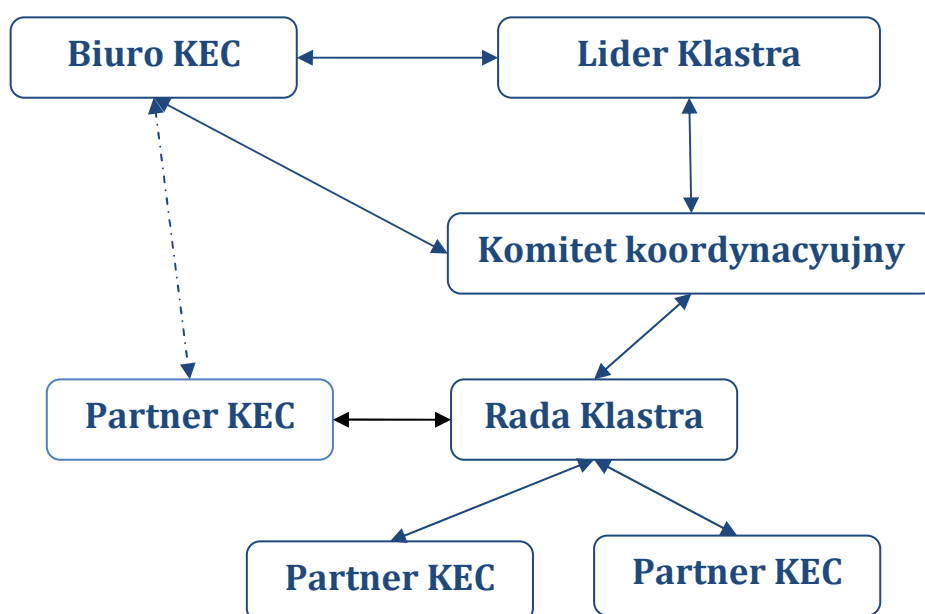 Biuro KEC
Lider Klastra
Komitet koordynacyujny
Partner KEC
Rada Klastra
Partner KEC
Partner KEC